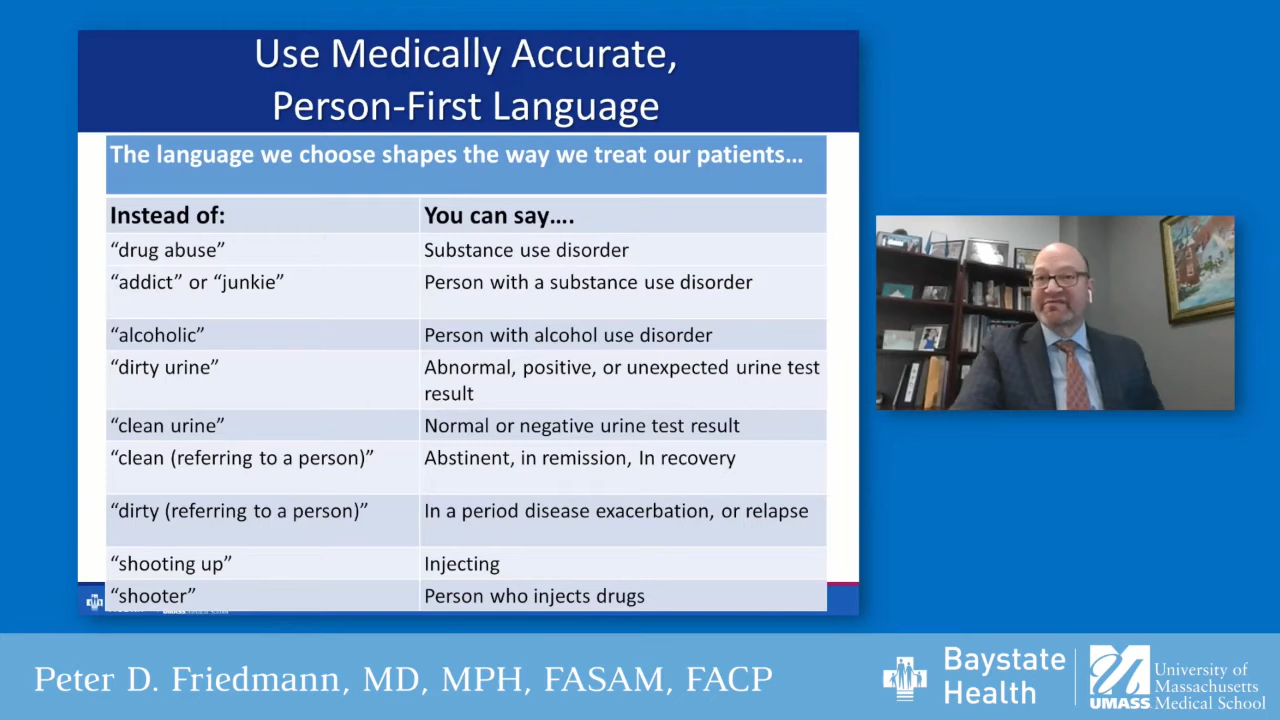 Use Medically Accurate,
Person-First Language
The language we choose shapes the way we treat our patients…
Instead of:
You can say….
“drug abuse”
Substance use disorder
“addict” or “junkie”
Person with a substance use disorder
“alcoholic”
Person with alcohol use disorder
“dirty urine”
Abnormal, positive, or unexpected urine test
result
“clean urine”
Normal or negative urine test result
“clean (referring to a person)”
Abstinent, in remission, In recovery
“dirty (referring to a person)”
In a period disease exacerbation, or relapse
“shooting up”
Injecting
“shooter”
Person who injects drugs
Peter D. Friedmann, MD, MPH, FASAM, FACP
Baystate
Health
UMASS
University of
Massachusetts
Medical School